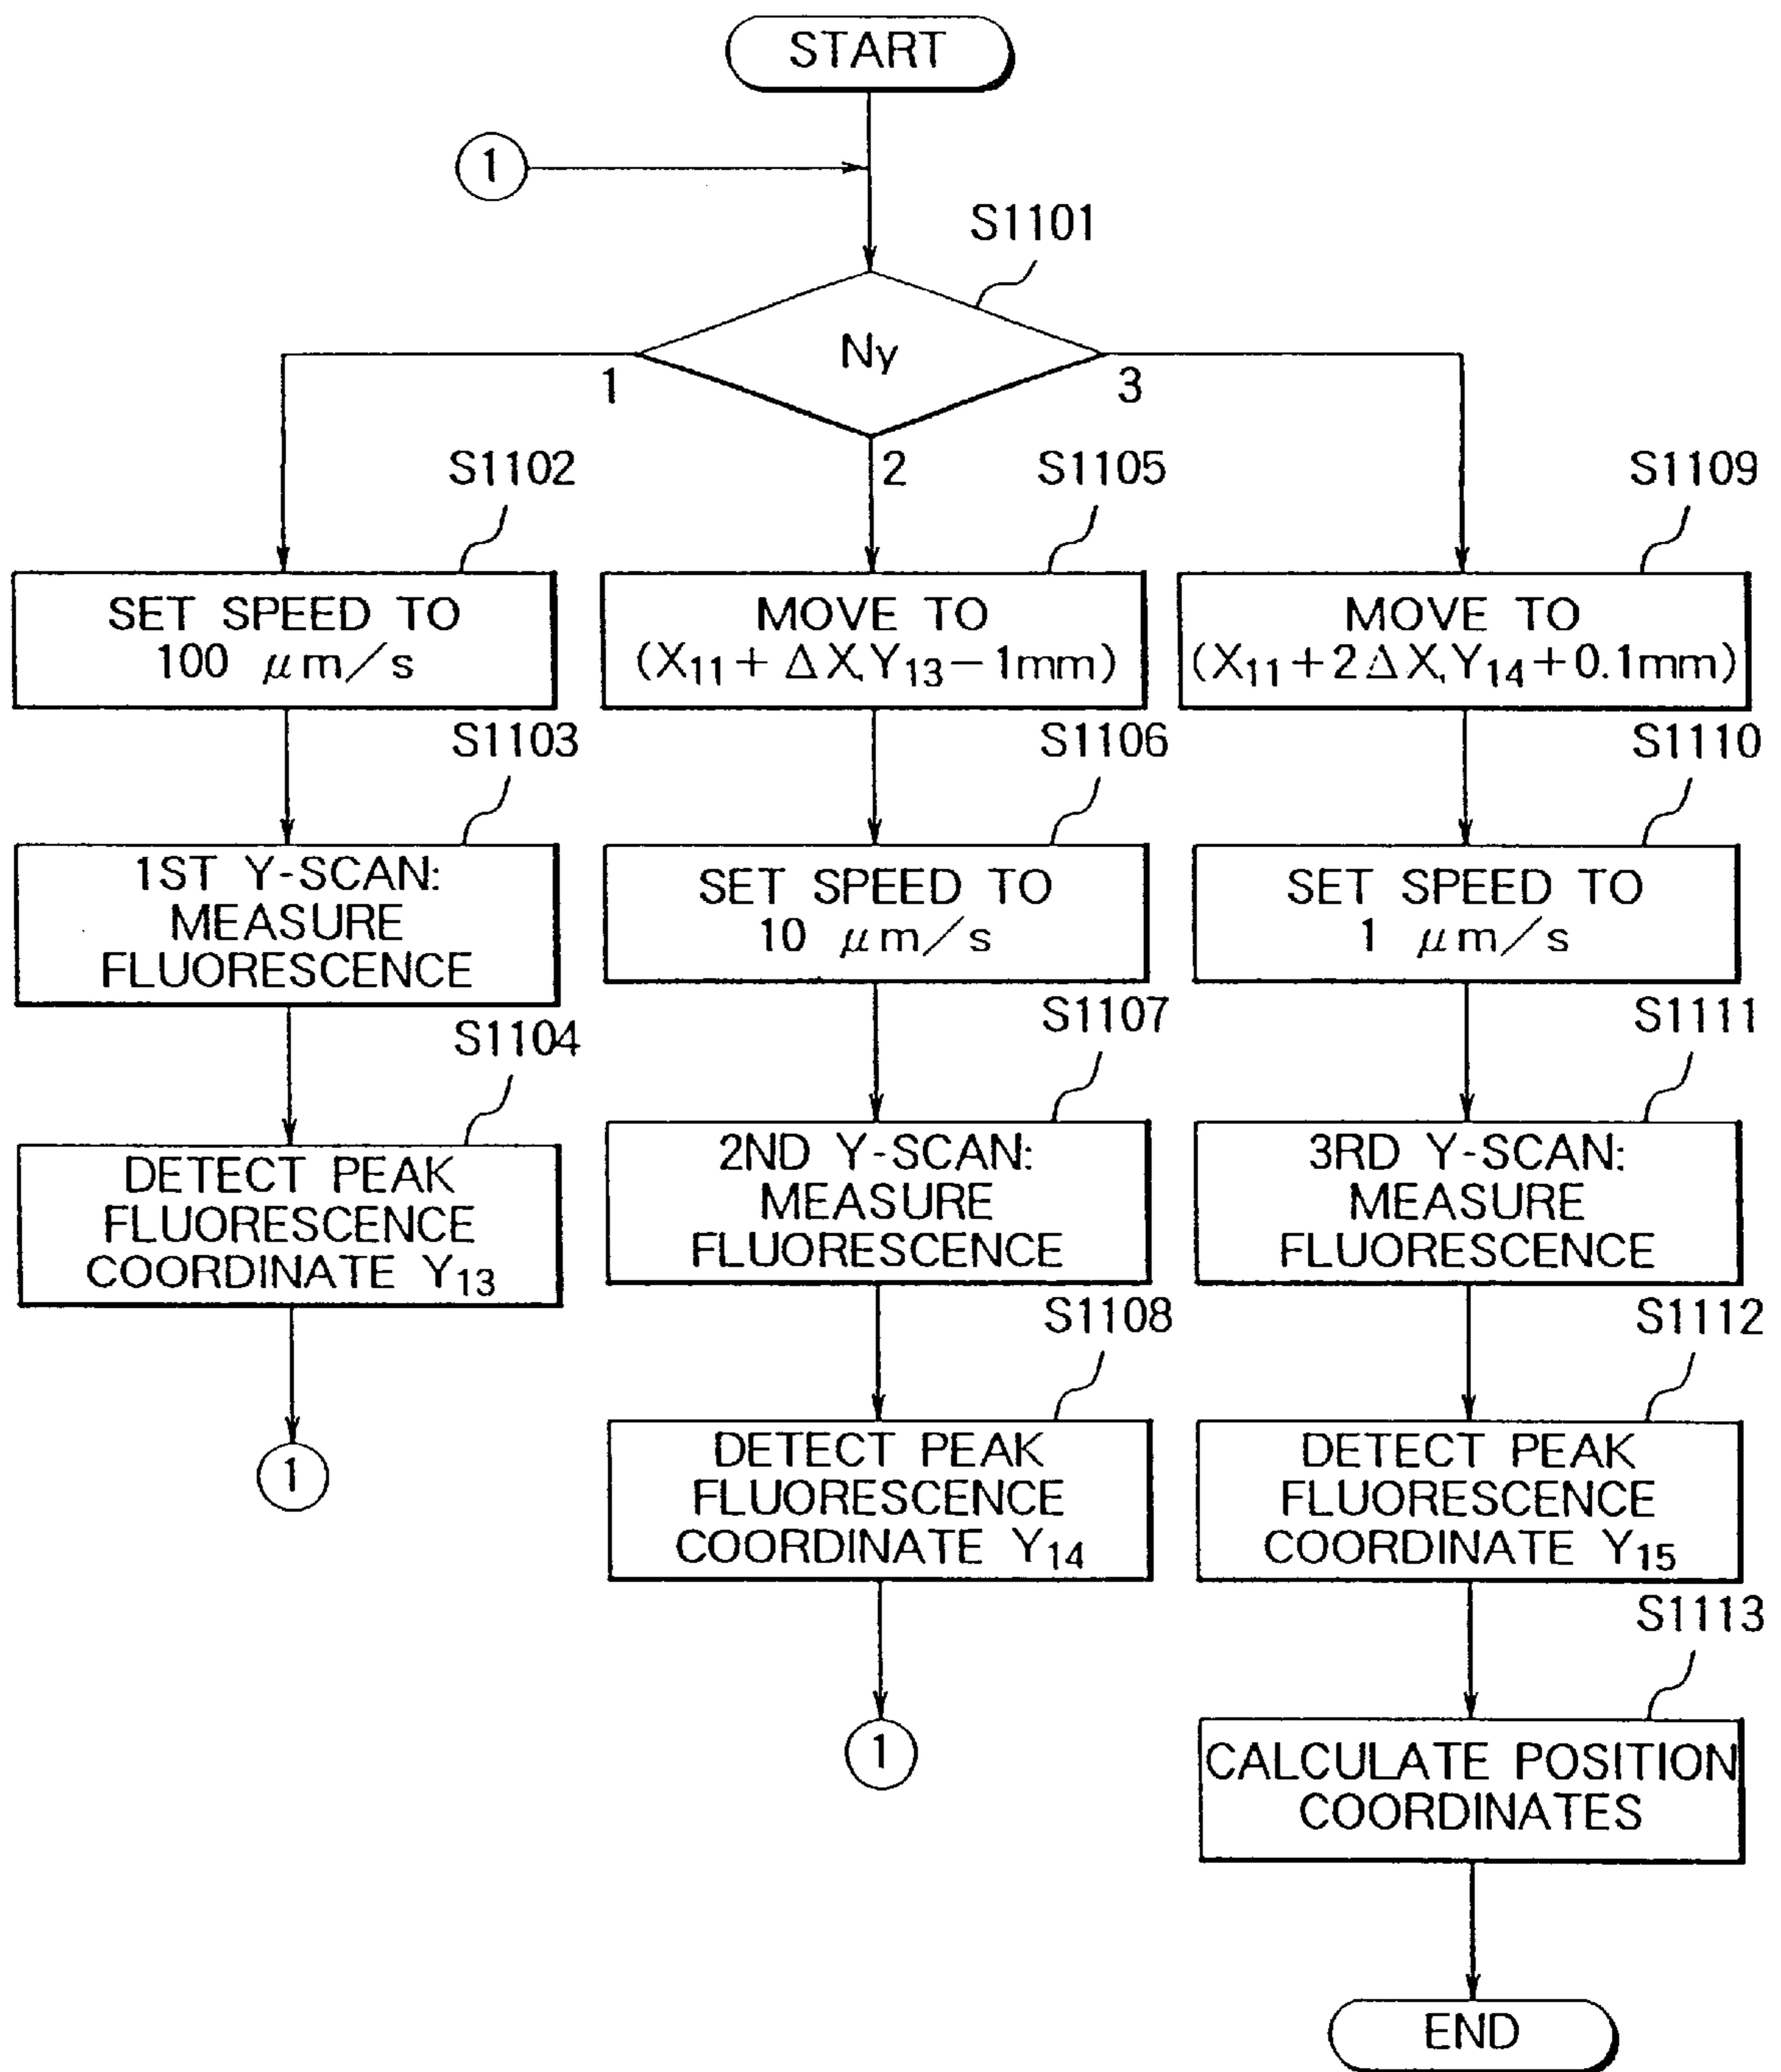 START
1
S1101
Ny
1
2
3
S1102
SET SPEED TO
100 μm/s
S1103
1ST Y-SCAN:
MEASURE
FLUORESCENCE
S1104
DETECT PEAK
FLUORESCENCE
COORDINATE Y₁₃
1
S1105
MOVE TO
(X₁₁+ΔX,Y₁₃−1mm)
S1106
SET SPEED TO
10 μm/s
S1107
2ND Y-SCAN:
MEASURE
FLUORESCENCE
S1108
DETECT PEAK
FLUORESCENCE
COORDINATE Y₁₄
1
S1109
MOVE TO
(X₁₁+2ΔX,Y₁₄+0.1mm)
S1110
SET SPEED TO
1 μm/s
S1111
3RD Y-SCAN:
MEASURE
FLUORESCENCE
S1112
DETECT PEAK
FLUORESCENCE
COORDINATE Y₁₅
S1113
CALCULATE POSITION
COORDINATES
END